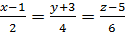 x−1/2 = y+3/4 = z−5/6